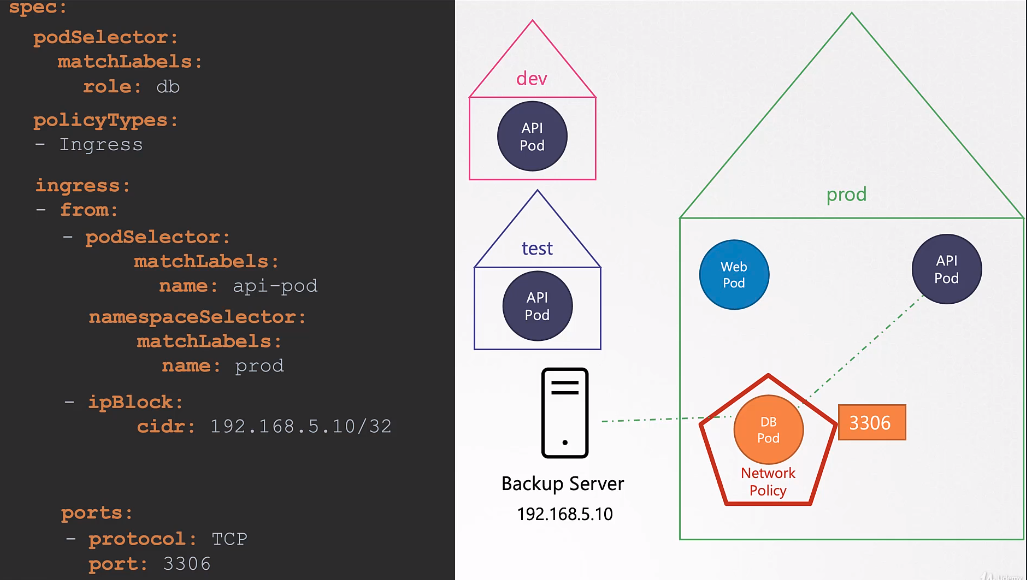 spec:
podSelector:
matchLabels:
role: db
policyTypes:
- Ingress
ingress:
- from:
- podSelector:
matchLabels:
name: api-pod
namespaceSelector:
matchLabels:
name: prod
- ipBlock:
cidr: 192.168.5.10/32
ports:
- protocol: TCP
port: 3306
dev
API
Pod
test
API
Pod
Backup Server
192.168.5.10
prod
Web
Pod
API
Pod
DB
Pod
Network
Policy
3306